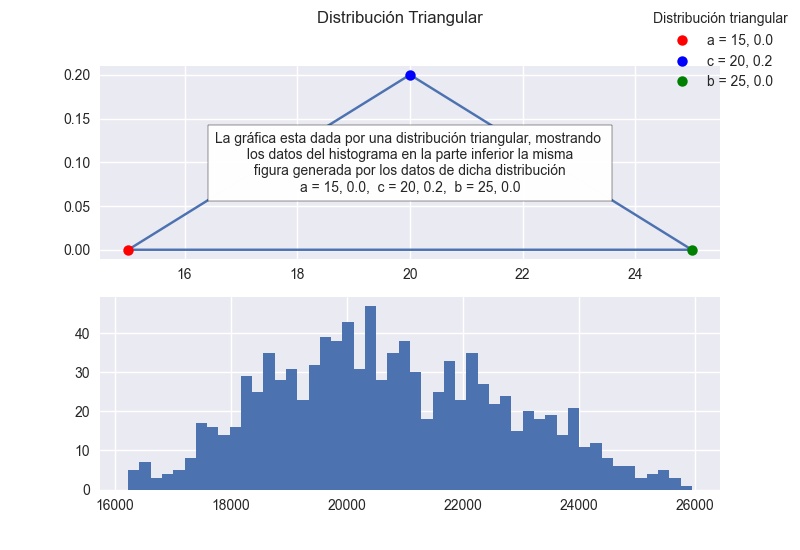 Distribución Triangular
Distribución triangular
a = 15, 0.0
c = 20, 0.2
b = 25, 0.0
0.20
0.15
0.10
0.05
0.00
La gráfica esta dada por una distribución triangular, mostrando
los datos del histograma en la parte inferior la misma
figura generada por los datos de dicha distribución
a = 15, 0.0,  c = 20, 0.2,  b = 25, 0.0
16 18 20 22 24
40
30
20
10
0
16000 18000 20000 22000 24000 26000